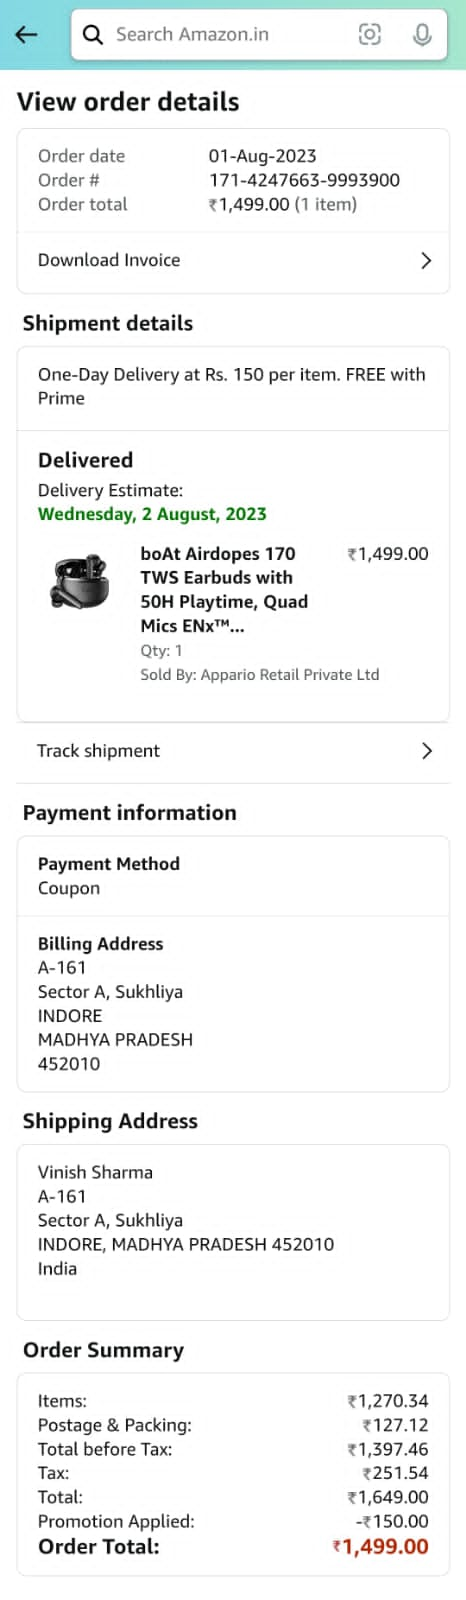 Search Amazon.in
View order details
Order date 01-Aug-2023
Order # 171-4247663-9993900
Order total ₹1,499.00 (1 item)
Download Invoice
Shipment details
One-Day Delivery at Rs. 150 per item. FREE with
Prime
Delivered
Delivery Estimate:
Wednesday, 2 August, 2023
boAt Airdopes 170 ₹1,499.00
TWS Earbuds with
50H Playtime, Quad
Mics ENx™...
Qty: 1
Sold By: Appario Retail Private Ltd
Track shipment
Payment information
Payment Method
Coupon
Billing Address
A-161
Sector A, Sukhliya
INDORE
MADHYA PRADESH
452010
Shipping Address
Vinish Sharma
A-161
Sector A, Sukhliya
INDORE, MADHYA PRADESH 452010
India
Order Summary
Items: ₹1,270.34
Postage & Packing: ₹127.12
Total before Tax: ₹1,397.46
Tax: ₹251.54
Total: ₹1,649.00
Promotion Applied: -₹150.00
Order Total: ₹1,499.00